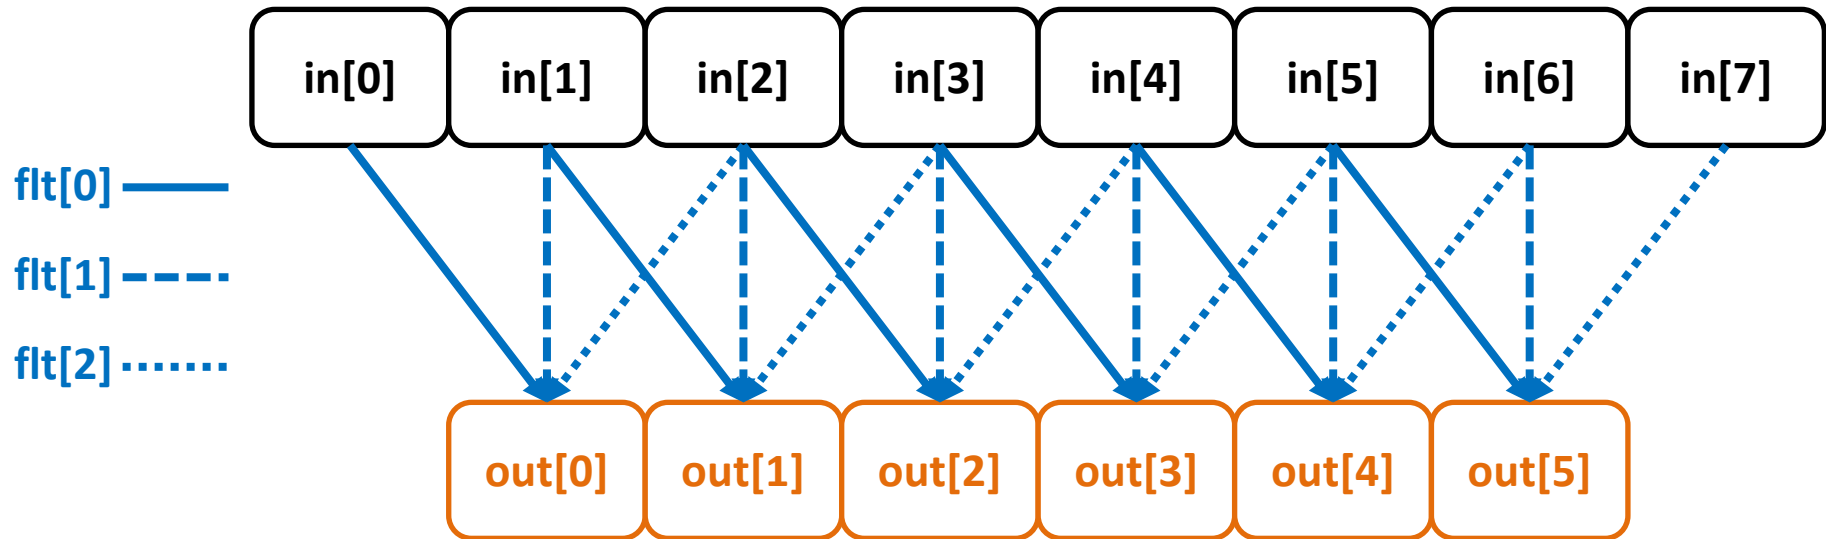 in[0] in[1] in[2] in[3] in[4] in[5] in[6] in[7]
flt[0]
flt[1]
flt[2]
out[0] out[1] out[2] out[3] out[4] out[5]